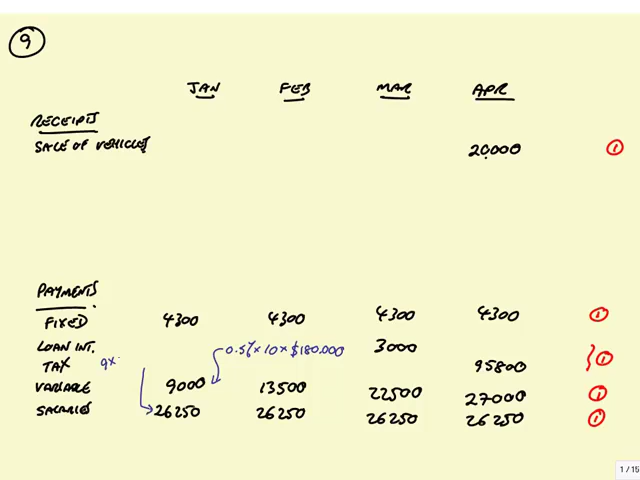 9
JAN FEB MAR APR
RECEIPTS
SALE OF VEHICLES 20000 1
PAYMENTS
FIXED 4300 4300 4300 4300 1
LOAN INT. 0.5% × 10 × $180.000 3000
TAX 9× 95800 1
VARIABLE 9000 13500 22500 27000 1
SALARIES 26250 26250 26250 26250 1
1 / 15